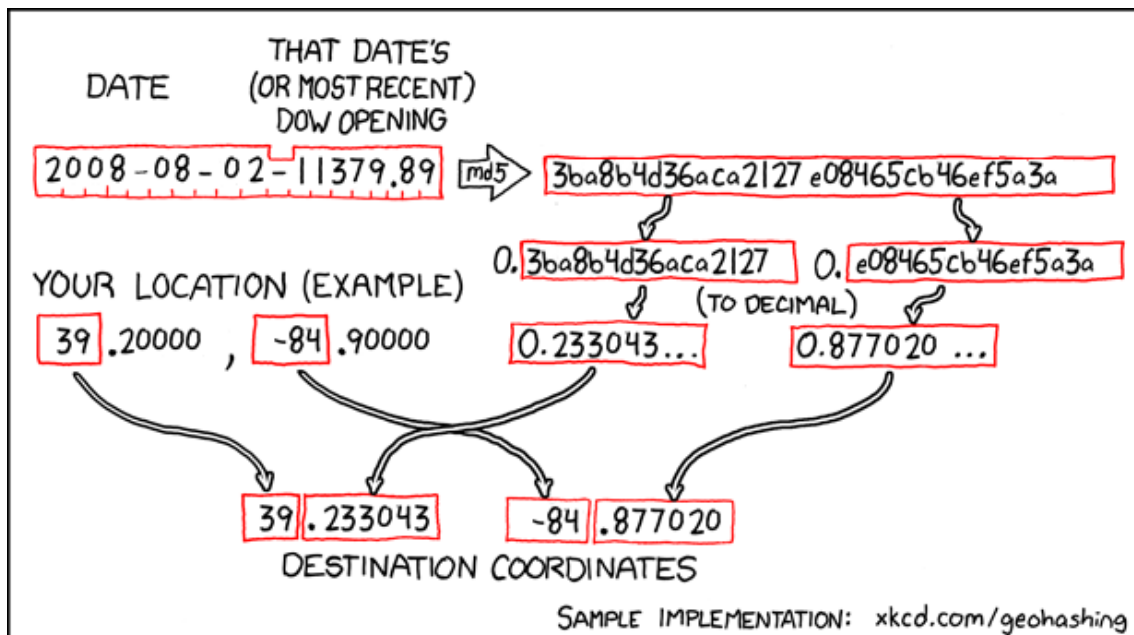 DATE
THAT DATE'S
(OR MOST RECENT)
DOW OPENING
2008-08-02-11379.89
md5
3ba8b4d36aca2127e08465cb46ef5a3a
0.3ba8b4d36aca2127
0.e08465cb46ef5a3a
(TO DECIMAL)
YOUR LOCATION (EXAMPLE)
39.20000, -84.90000
0.233043...
0.877020...
39.233043
-84.877020
DESTINATION COORDINATES
SAMPLE IMPLEMENTATION: xkcd.com/geohashing